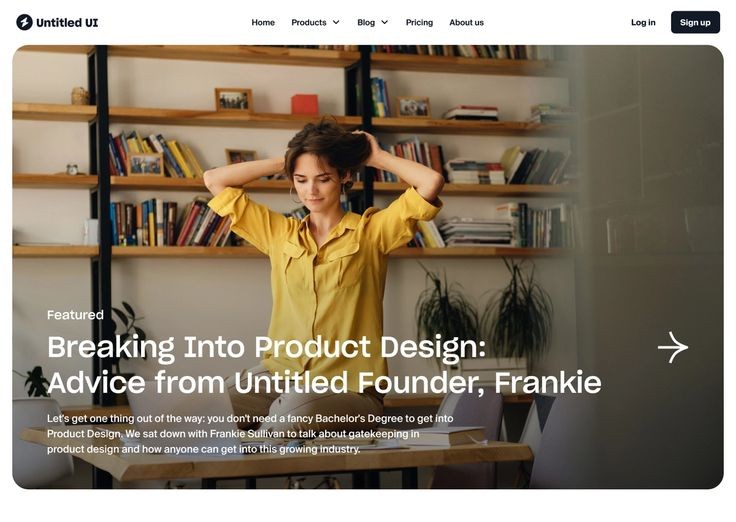 Untitled UI
Home
Products
Blog
Pricing
About us
Log in
Sign up
Featured
Breaking Into Product Design:
Advice from Untitled Founder, Frankie
Let's get one thing out of the way: you don't need a fancy Bachelor's Degree to get into
Product Design. We sat down with Frankie Sullivan to talk about gatekeeping in
product design and how anyone can get into this growing industry.